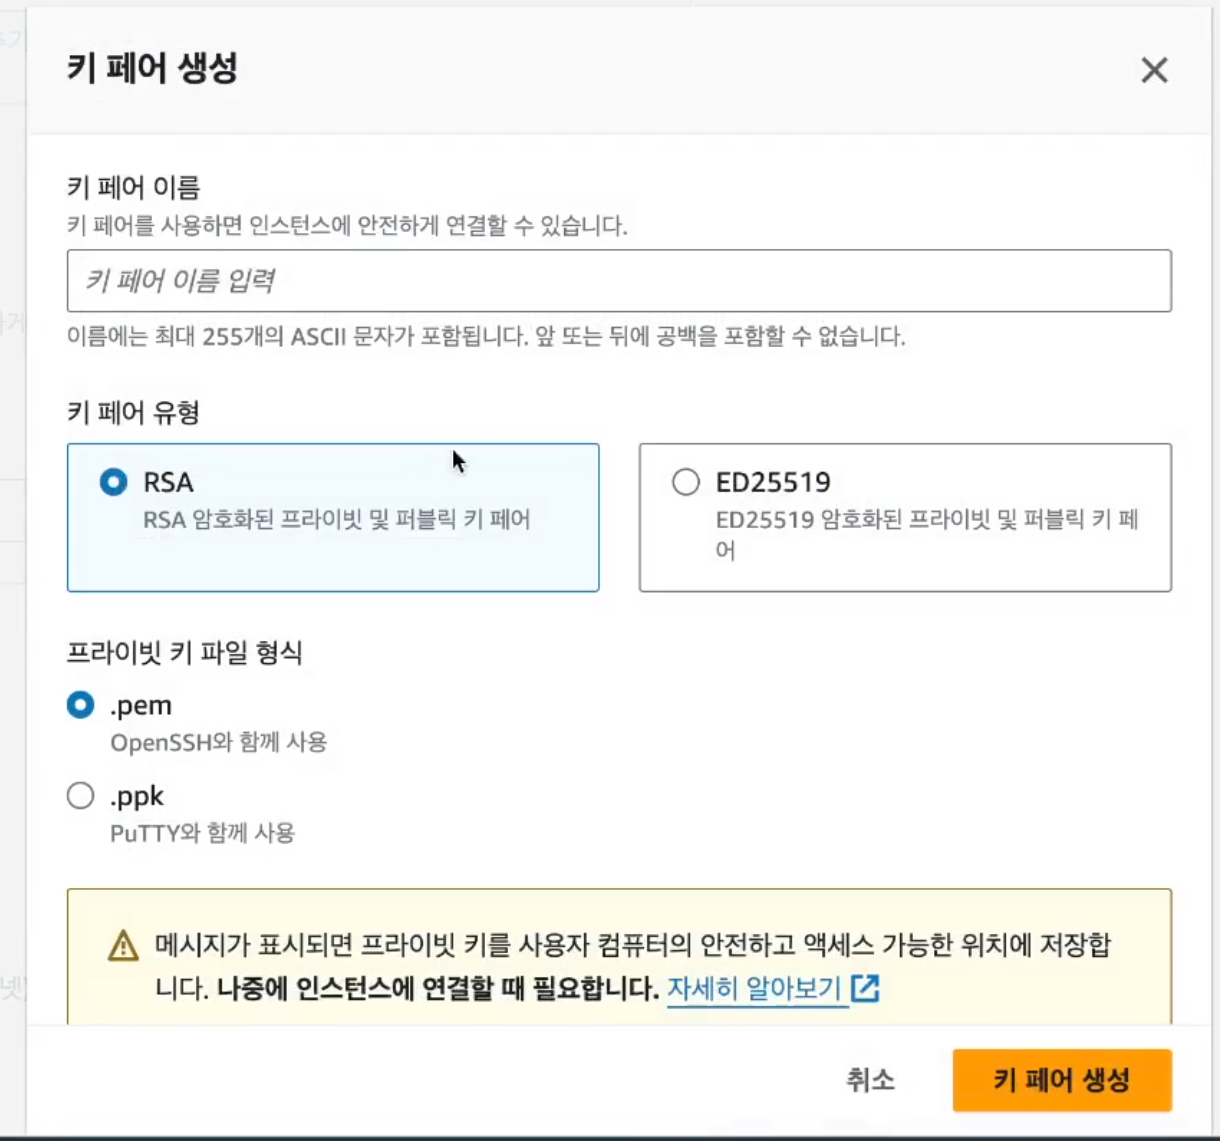 키 페어 생성
키 페어 이름
키 페어를 사용하면 인스턴스에 안전하게 연결할 수 있습니다.
키 페어 이름 입력
이름에는 최대 255개의 ASCII 문자가 포함됩니다. 앞 또는 뒤에 공백을 포함할 수 없습니다.
키 페어 유형
RSA
RSA 암호화된 프라이빗 및 퍼블릭 키 페어
ED25519
ED25519 암호화된 프라이빗 및 퍼블릭 키 페
어
프라이빗 키 파일 형식
.pem
OpenSSH와 함께 사용
.ppk
PuTTY와 함께 사용
메시지가 표시되면 프라이빗 키를 사용자 컴퓨터의 안전하고 액세스 가능한 위치에 저장합
니다. 나중에 인스턴스에 연결할 때 필요합니다. 자세히 알아보기
취소
키 페어 생성